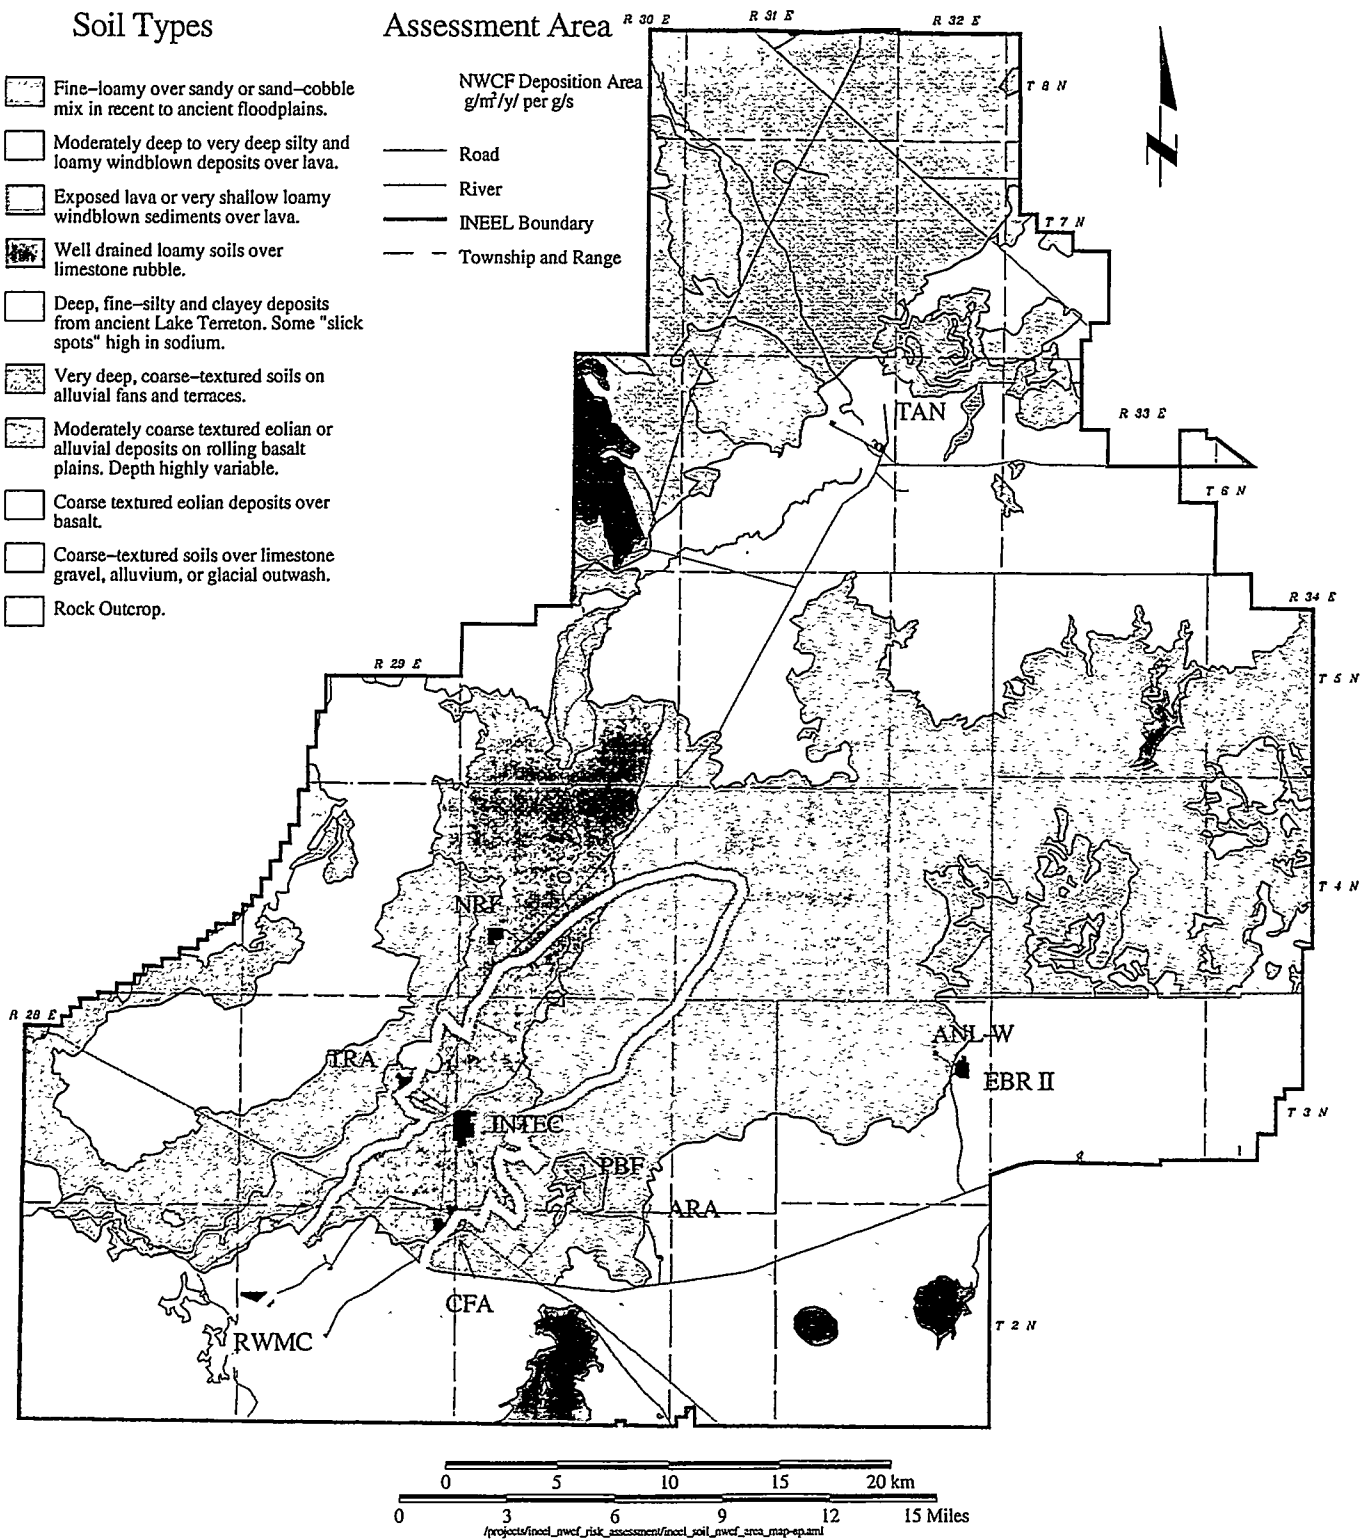 Soil Types
Fine-loamy over sandy or sand-cobble
mix in recent to ancient floodplains.
Moderately deep to very deep silty and
loamy windblown deposits over lava.
Exposed lava or very shallow loamy
windblown sediments over lava.
Well drained loamy soils over
limestone rubble.
Deep, fine-silty and clayey deposits
from ancient Lake Terreton. Some "slick
spots" high in sodium.
Very deep, coarse-textured soils on
alluvial fans and terraces.
Moderately coarse textured eolian or
alluvial deposits on rolling basalt
plains. Depth highly variable.
Coarse textured eolian deposits over
basalt.
Coarse-textured soils over limestone
gravel, alluvium, or glacial outwash.
Rock Outcrop.
Assessment Area
NWCF Deposition Area
g/m²/y/ per g/s
Road
River
INEEL Boundary
Township and Range
R 30 E
R 31 E
R 32 E
T 8 N
N
T 7 N
TAN
R 33 E
T 6 N
R 34 E
R 29 E
T 5 N
T 4 N
NRF
R 28 E
TRA
ANL-W
EBR II
T 3 N
INTEC
PBF
ARA
CFA
RWMC
T 2 N
0 5 10 15 20 km
0 3 6 9 12 15 Miles
/projects/ineel_nwcf_risk_assessment/ineel_soil_nwcf_area_map-ep.aml